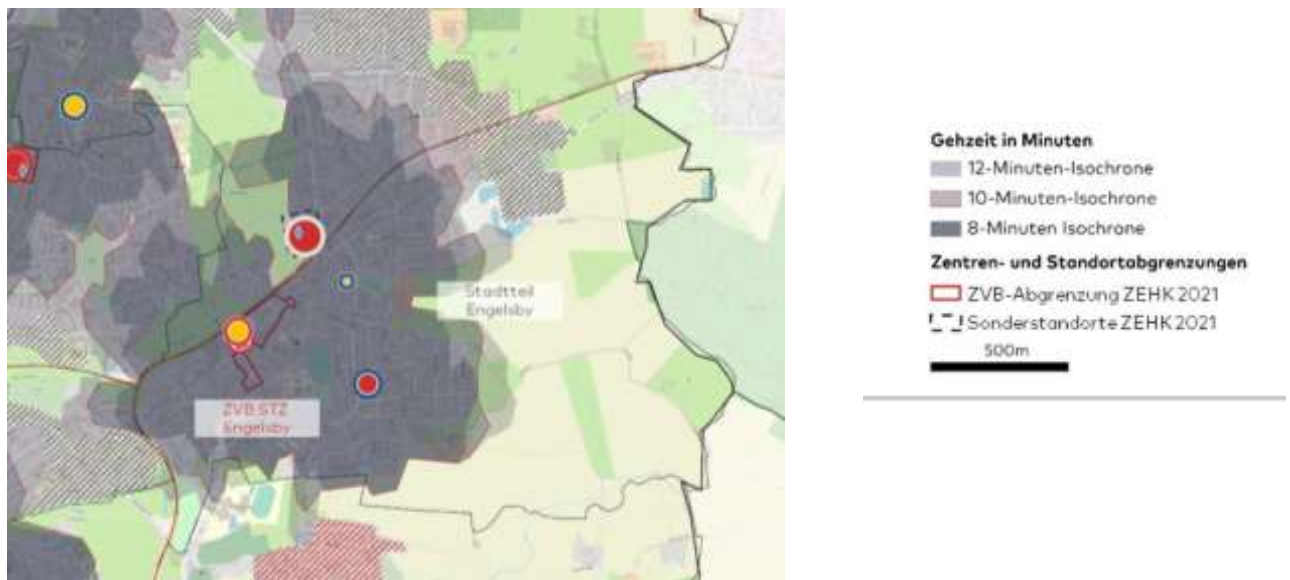 Stadtteil
Engelsby
ZVB STZ
Engelsby
Gehzeit in Minuten
12-Minuten-Isochrone
10-Minuten-Isochrone
8-Minuten Isochrone
Zentren- und Standortabgrenzungen
ZVB-Abgrenzung ZEHK 2021
Sonderstandorte ZEHK 2021
500m